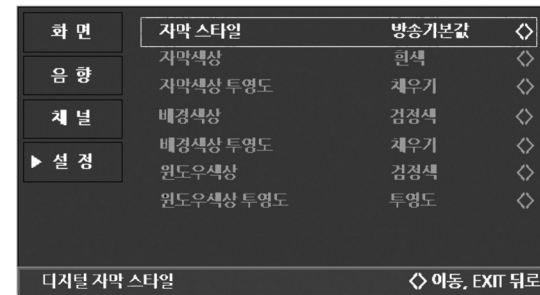 화 면
음 향
채 널
▶ 설 정
자막 스타일 방송기본값 <>
자막색상 흰색 <>
자막색상 투영도 채우기 <>
배경색상 검정색 <>
배경색상 투영도 채우기 <>
윈도우색상 검정색 <>
윈도우색상 투영도 투영도 <>
디지털 자막 스타일 <> 이동, EXIT 뒤로